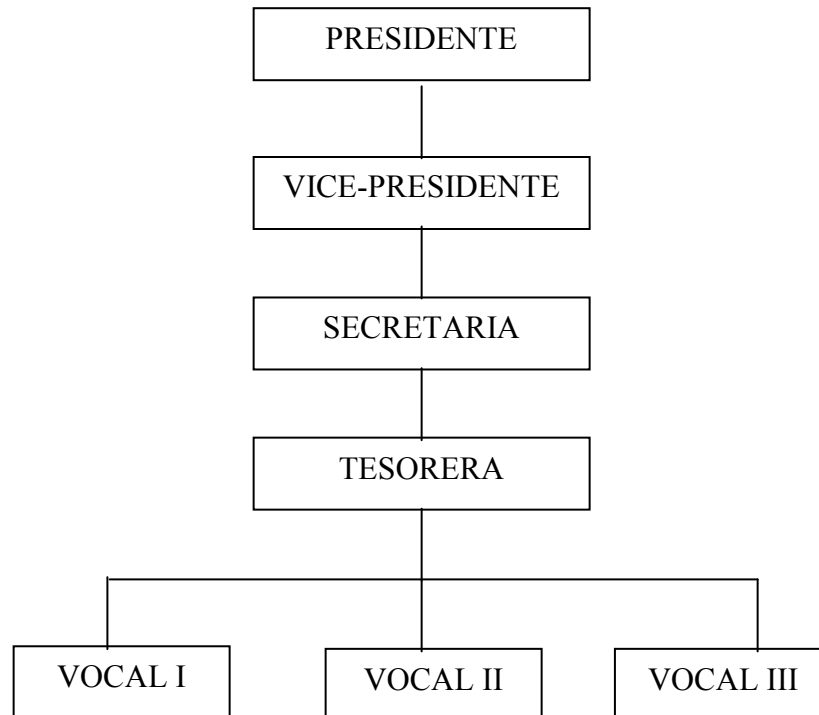 PRESIDENTE
VICE-PRESIDENTE
SECRETARIA
TESORERA
VOCAL I
VOCAL II
VOCAL III